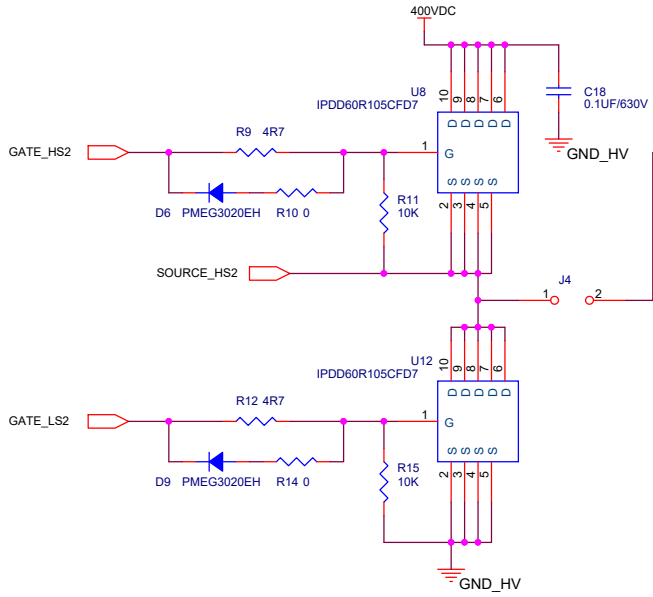 400VDC
U8
IPDD60R105CFD7
10
9
8
7
6
D
D
D
D
D
C18
0.1UF/630V
R9 4R7
GATE_HS2
1
G
GND_HV
S
S
S
S
D6 PMEG3020EH
R10 0
R11
10K
2
3
4
5
SOURCE_HS2
J4
1
2
U12
IPDD60R105CFD7
10
9
8
7
6
D
D
D
D
D
R12 4R7
GATE_LS2
1
G
S
S
S
S
D9 PMEG3020EH
R14 0
R15
10K
2
3
4
5
GND_HV